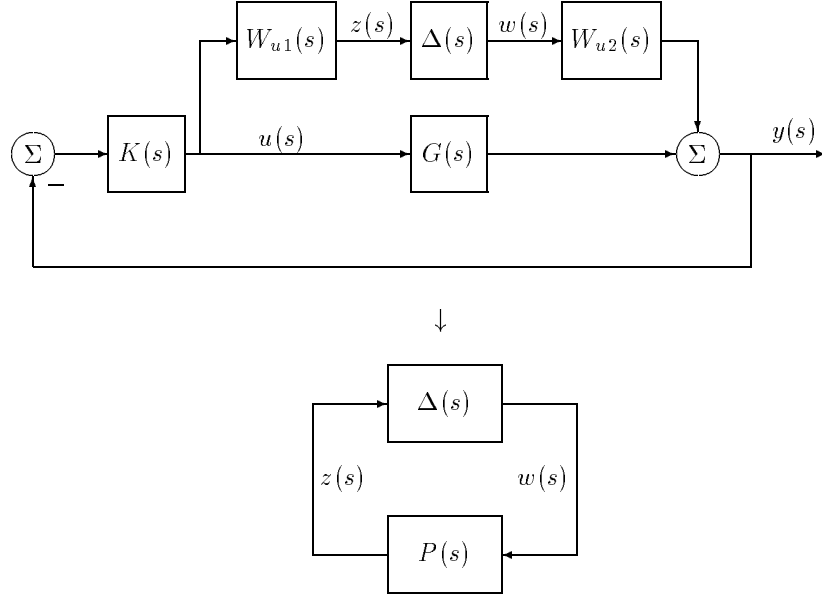 W_{u1}(s) z(s) Δ(s) w(s) W_{u2}(s)
Σ K(s) u(s) G(s) Σ y(s)
−
↓
Δ(s)
z(s) w(s)
P(s)